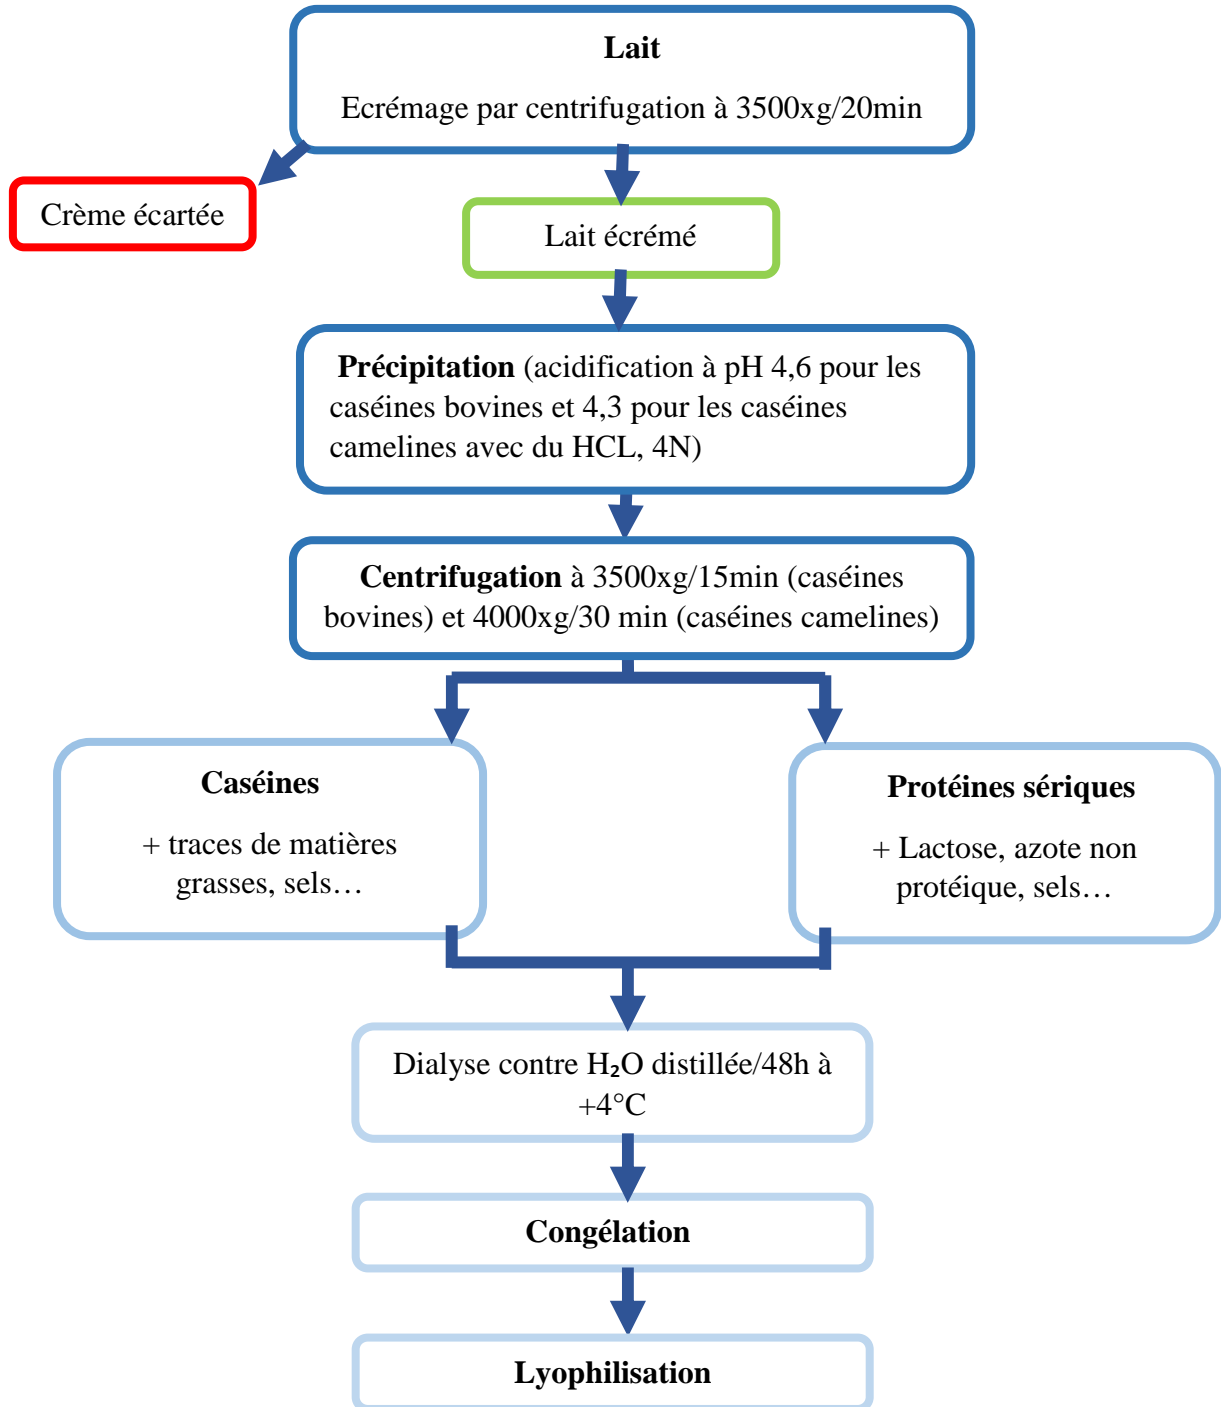 Lait
Ecrémage par centrifugation à 3500xg/20min
Crème écartée
Lait écrémé
Précipitation (acidification à pH 4,6 pour les
caséines bovines et 4,3 pour les caséines
camelines avec du HCL, 4N)
Centrifugation à 3500xg/15min (caséines
bovines) et 4000xg/30 min (caséines camelines)
Caséines
+ traces de matières
grasses, sels…
Protéines sériques
+ Lactose, azote non
protéique, sels…
Dialyse contre H₂O distillée/48h à
+4°C
Congélation
Lyophilisation